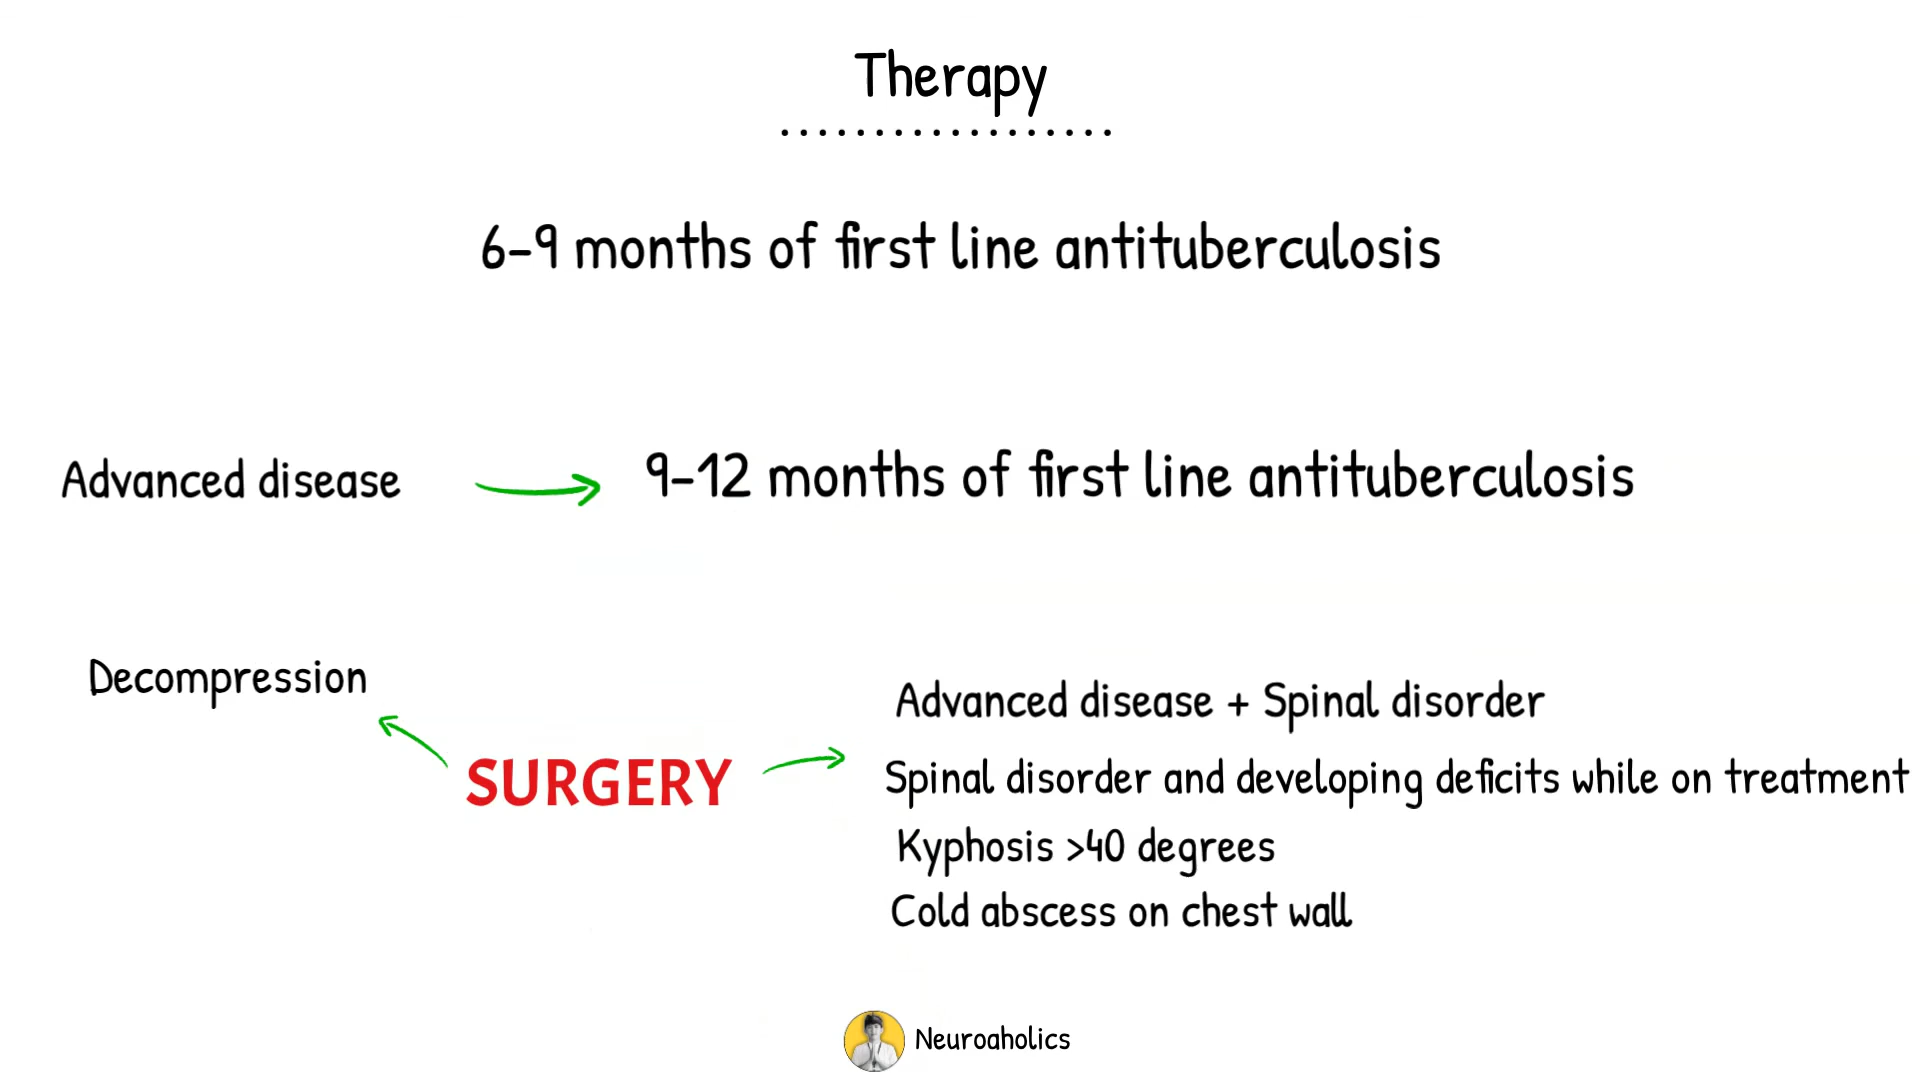 Therapy
6-9 months of first line antituberculosis
Advanced disease
9-12 months of first line antituberculosis
Decompression
SURGERY
Advanced disease + Spinal disorder
Spinal disorder and developing deficits while on treatment
Kyphosis >40 degrees
Cold abscess on chest wall
Neuroaholics